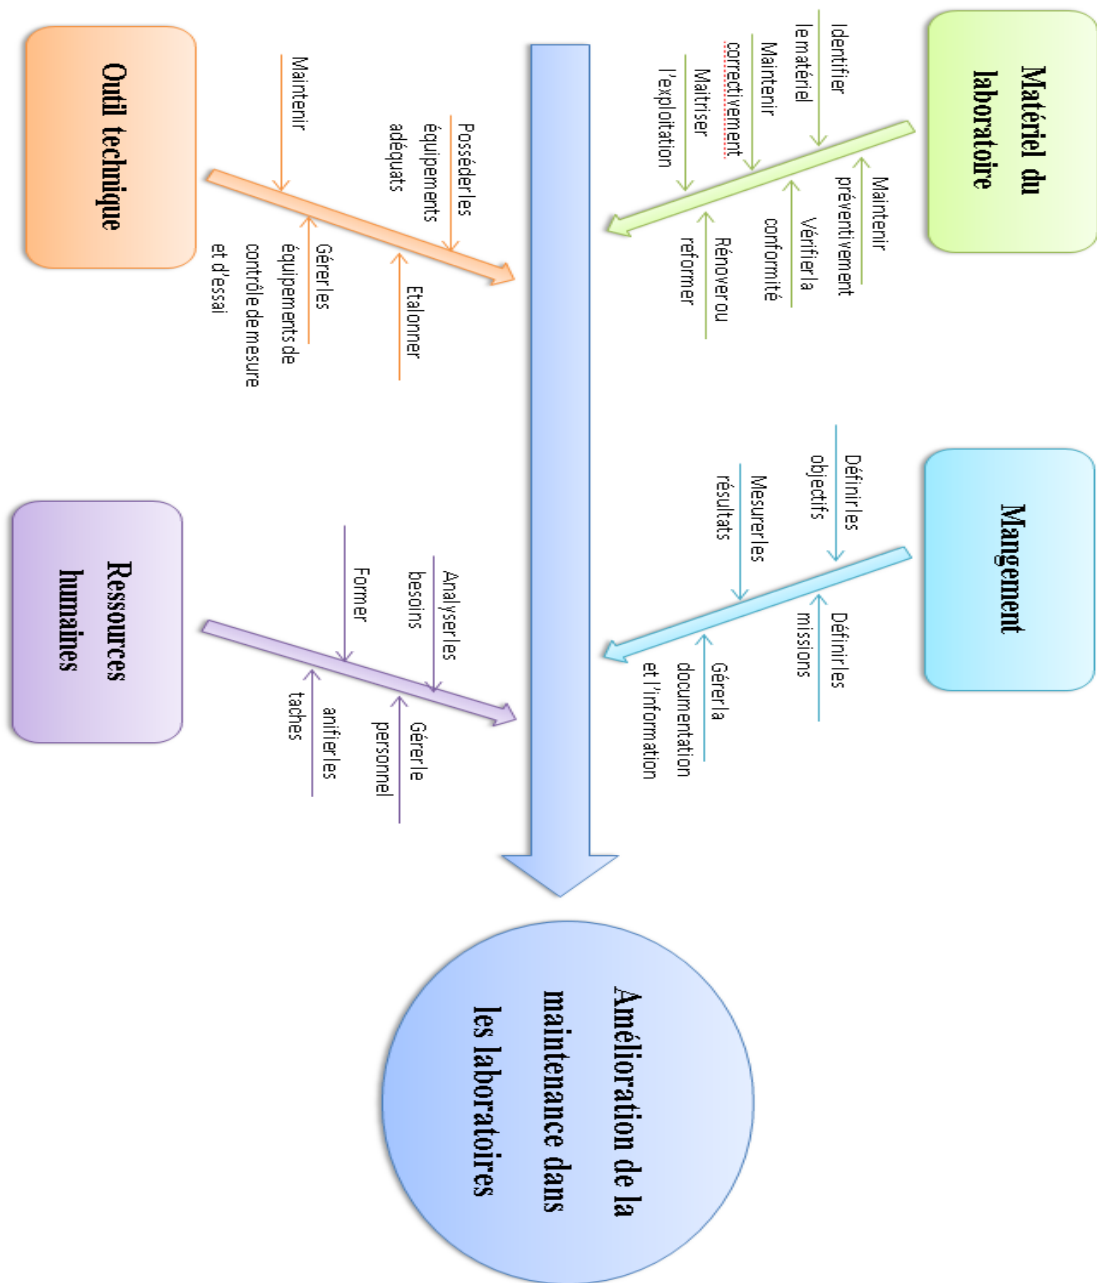 Matériel du
laboratoire
Identifier
le matériel
Maintenir
correctivement
Maitriser
l'exploitation
Maintenir
préventivement
Vérifier la
conformité
Rénover ou
reformer
Mangement
Définir les
objectifs
Mesurer les
résultats
Définir les
missions
Gérer la
documentation
et l'information
Outil technique
Maintenir
Posséder les
équipements
adéquats
Gérer les
équipements de
contrôle de mesure
et d'essai
Etalonner
Ressources
humaines
Former
Analyser les
besoins
anifier les
taches
Gérer le
personnel
Amélioration de la
maintenance dans
les laboratoires